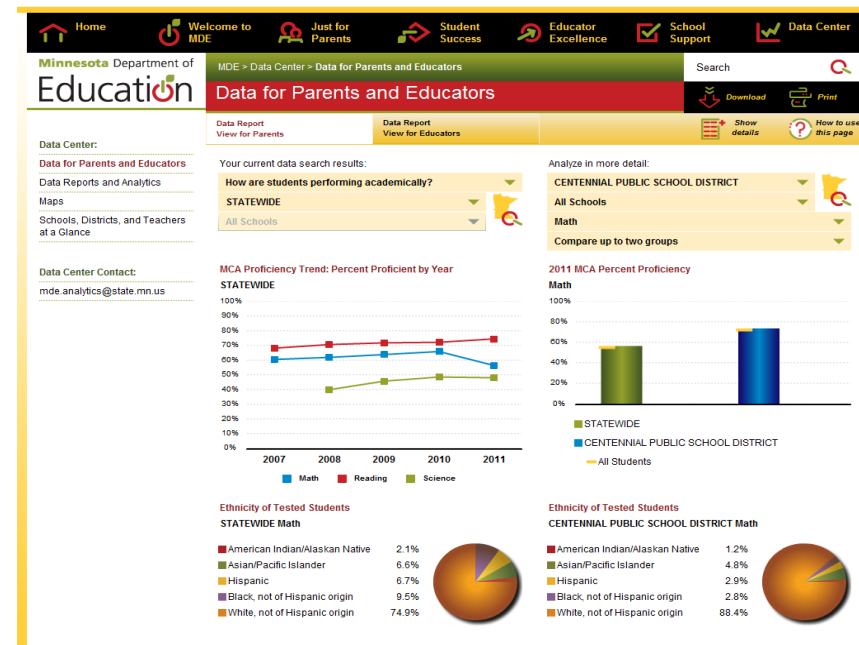 Home
Welcome to MDE
Just for Parents
Student Success
Educator Excellence
School Support
Data Center
Minnesota Department of
Education
MDE > Data Center > Data for Parents and Educators
Search
Data for Parents and Educators
Download
Print
Data Report
View for Parents
Data Report
View for Educators
Show
details
How to use
this page
Data Center:
Data for Parents and Educators
Data Reports and Analytics
Maps
Schools, Districts, and Teachers
at a Glance
Data Center Contact:
mde.analytics@state.mn.us
Your current data search results:
How are students performing academically?
STATEWIDE
All Schools
Analyze in more detail:
CENTENNIAL PUBLIC SCHOOL DISTRICT
All Schools
Math
Compare up to two groups
MCA Proficiency Trend: Percent Proficient by Year
STATEWIDE
100%
90%
80%
70%
60%
50%
40%
30%
20%
10%
0%
2007 2008 2009 2010 2011
Math Reading Science
2011 MCA Percent Proficiency
Math
100%
80%
60%
40%
20%
0%
STATEWIDE
CENTENNIAL PUBLIC SCHOOL DISTRICT
All Students
Ethnicity of Tested Students
STATEWIDE Math
American Indian/Alaskan Native 2.1%
Asian/Pacific Islander 6.6%
Hispanic 6.7%
Black, not of Hispanic origin 9.5%
White, not of Hispanic origin 74.9%
Ethnicity of Tested Students
CENTENNIAL PUBLIC SCHOOL DISTRICT Math
American Indian/Alaskan Native 1.2%
Asian/Pacific Islander 4.8%
Hispanic 2.9%
Black, not of Hispanic origin 2.8%
White, not of Hispanic origin 88.4%